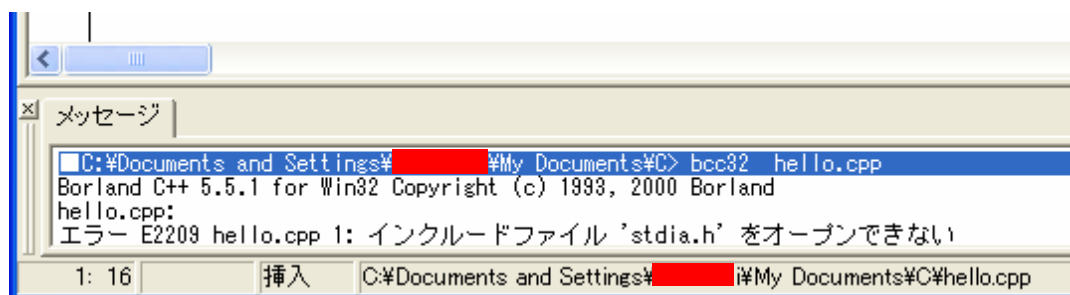 メッセージ
■C:¥Documents and Settings¥ ¥My Documents¥C> bcc32 hello.cpp
Borland C++ 5.5.1 for Win32 Copyright (c) 1993, 2000 Borland
hello.cpp:
エラー E2209 hello.cpp 1: インクルードファイル 'stdia.h' をオープンできない
1: 16 挿入 C:¥Documents and Settings¥ i¥My Documents¥C¥hello.cpp